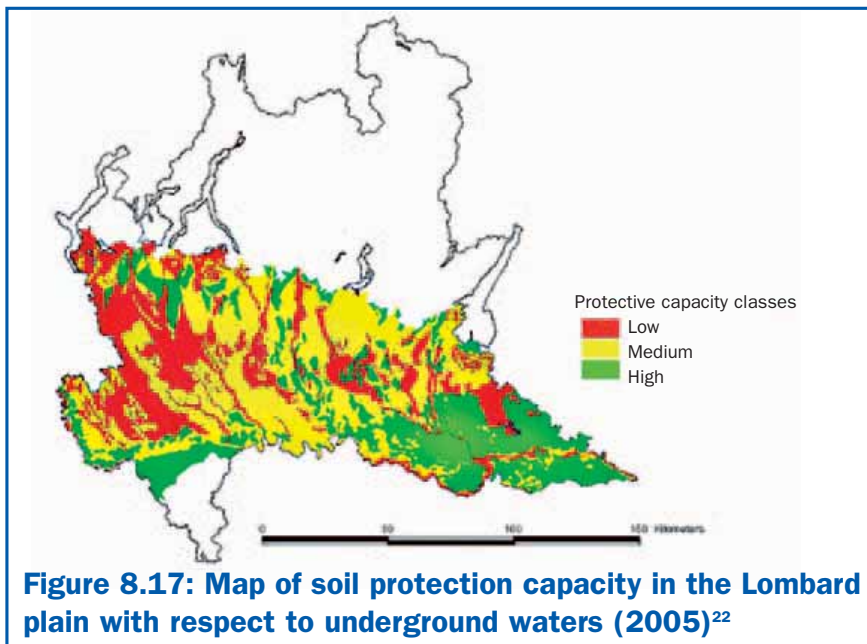 Protective capacity classes
Low
Medium
High
0 50 100 150 Kilometers
Figure 8.17: Map of soil protection capacity in the Lombard
plain with respect to underground waters (2005)22